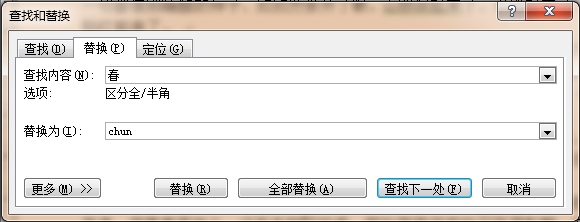 查找和替换
查找(D) 替换(P) 定位(G)
查找内容(N): 春
选项: 区分全/半角
替换为(I): chun
更多(M) >> 替换(R) 全部替换(A) 查找下一处(F) 取消